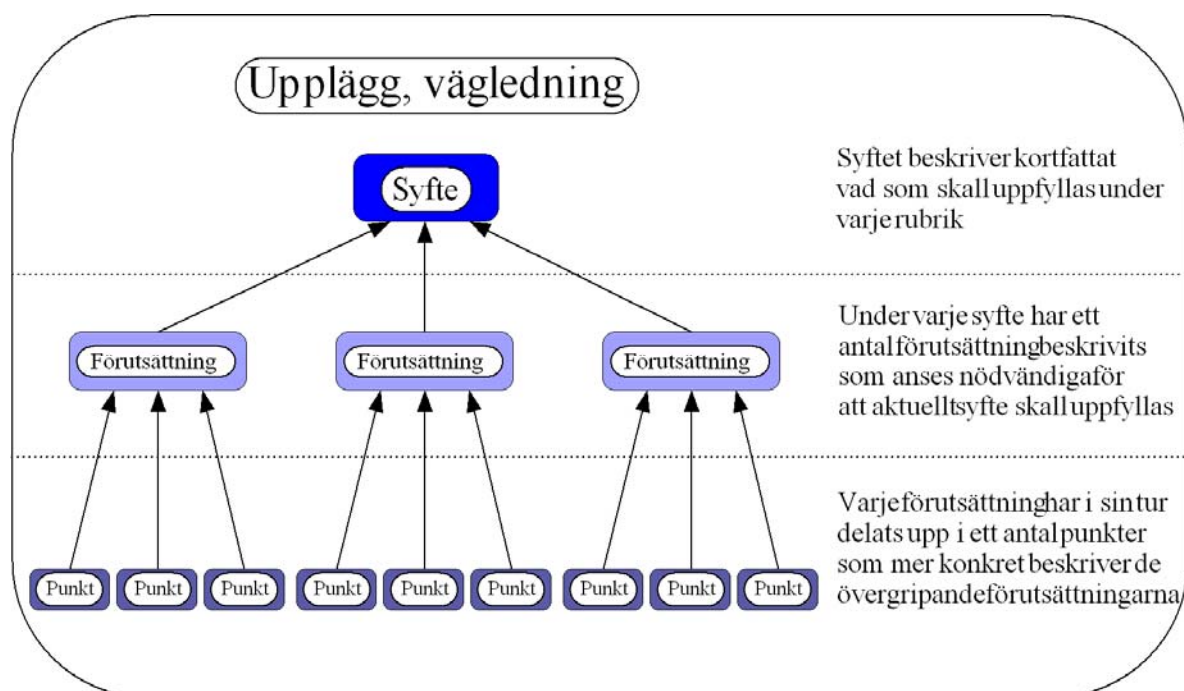 Upplägg, vägledning
Syfte
Syftet beskriver kortfattat
vad som skall uppfyllas under
varje rubrik
Förutsättning Förutsättning Förutsättning
Under varje syfte har ett
antal förutsättning beskrivits
som anses nödvändiga för
att aktuellt syfte skall uppfyllas
Varje förutsättning har i sin tur
delats upp i ett antal punkter
som mer konkret beskriver de
övergripande förutsättningarna
Punkt Punkt Punkt Punkt Punkt Punkt Punkt Punkt Punkt